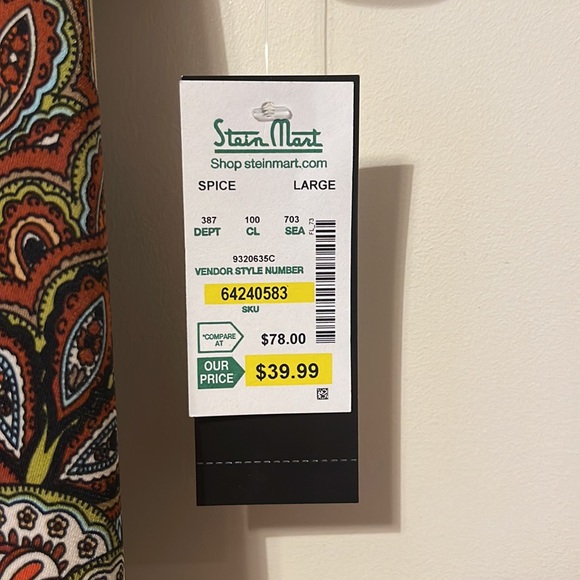 Stein Mart
Shop steinmart.com
SPICE LARGE
387 100 703
DEPT CL SEA
FL_73
9320635C
VENDOR STYLE NUMBER
64240583
SKU
*COMPARE AT $78.00
OUR PRICE $39.99